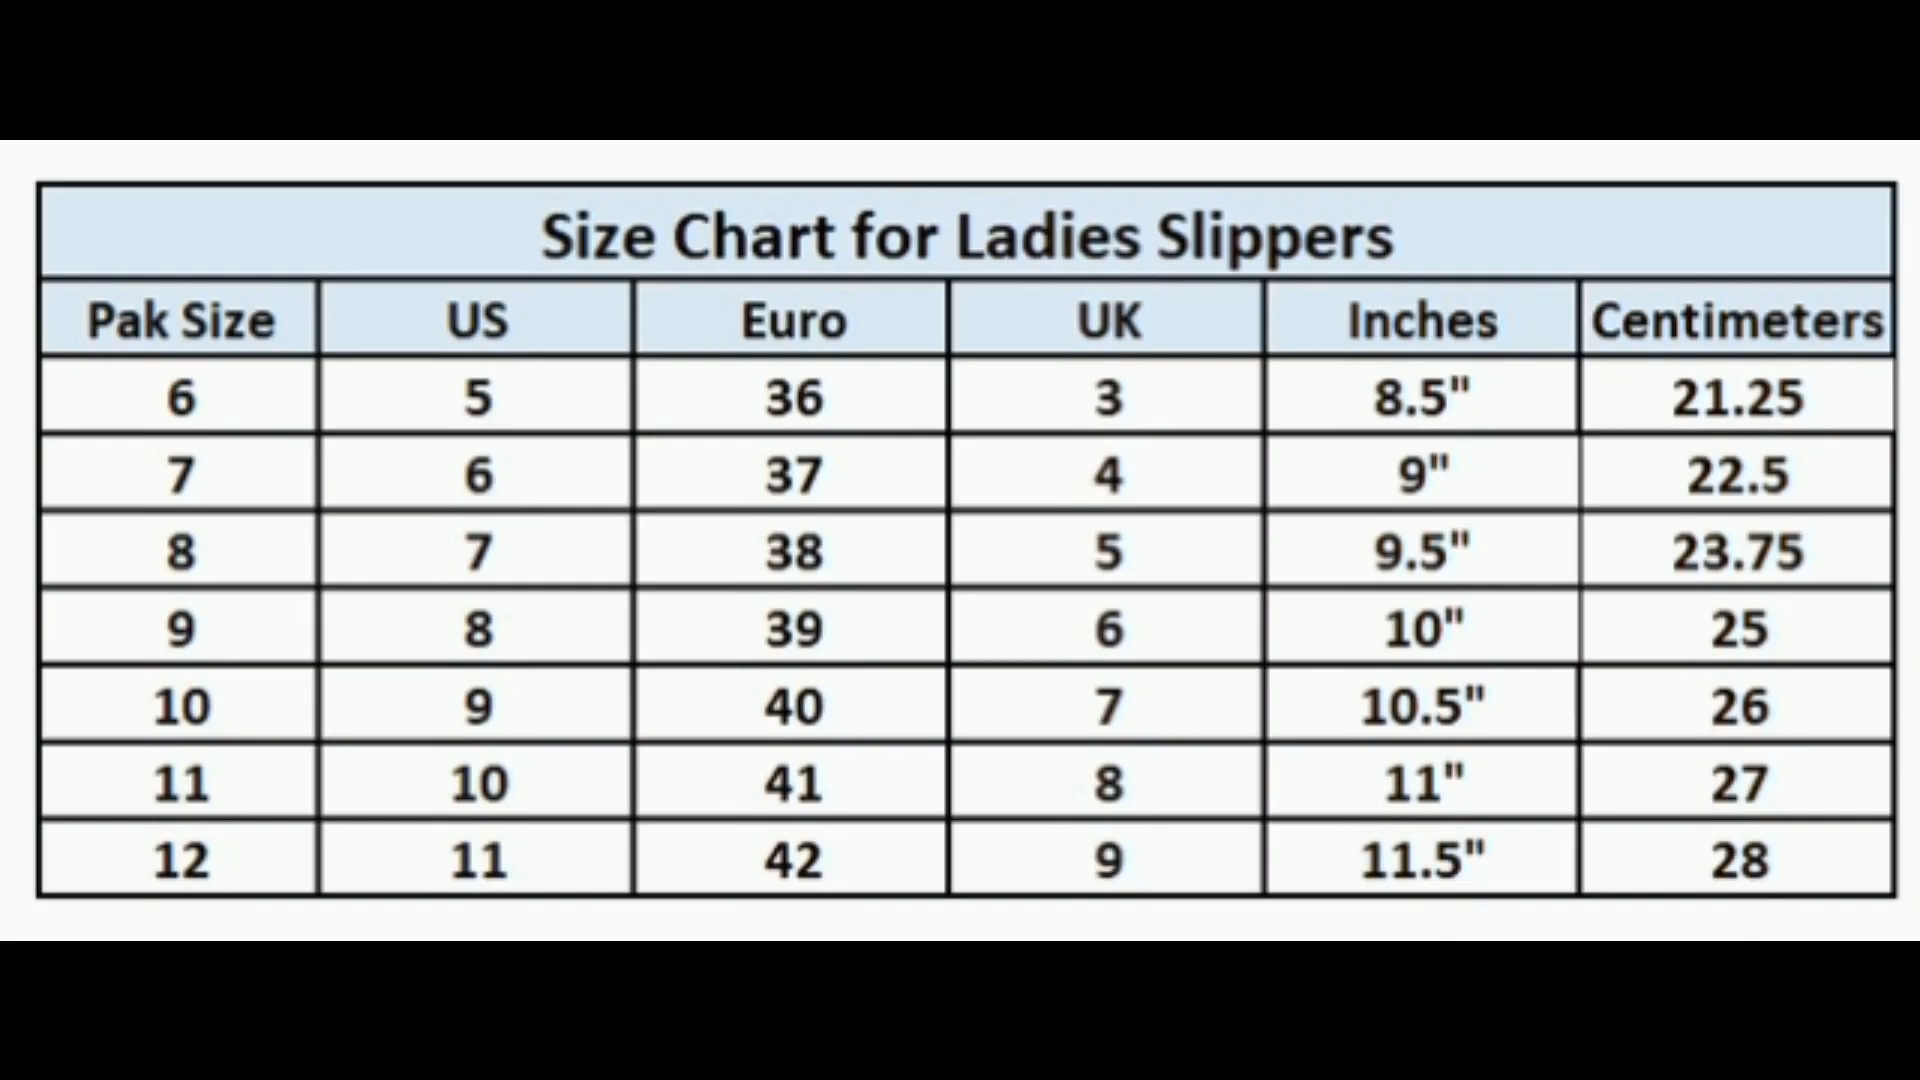 Size Chart for Ladies Slippers
Pak Size US Euro UK Inches Centimeters
6 5 36 3 8.5" 21.25
7 6 37 4 9" 22.5
8 7 38 5 9.5" 23.75
9 8 39 6 10" 25
10 9 40 7 10.5" 26
11 10 41 8 11" 27
12 11 42 9 11.5" 28